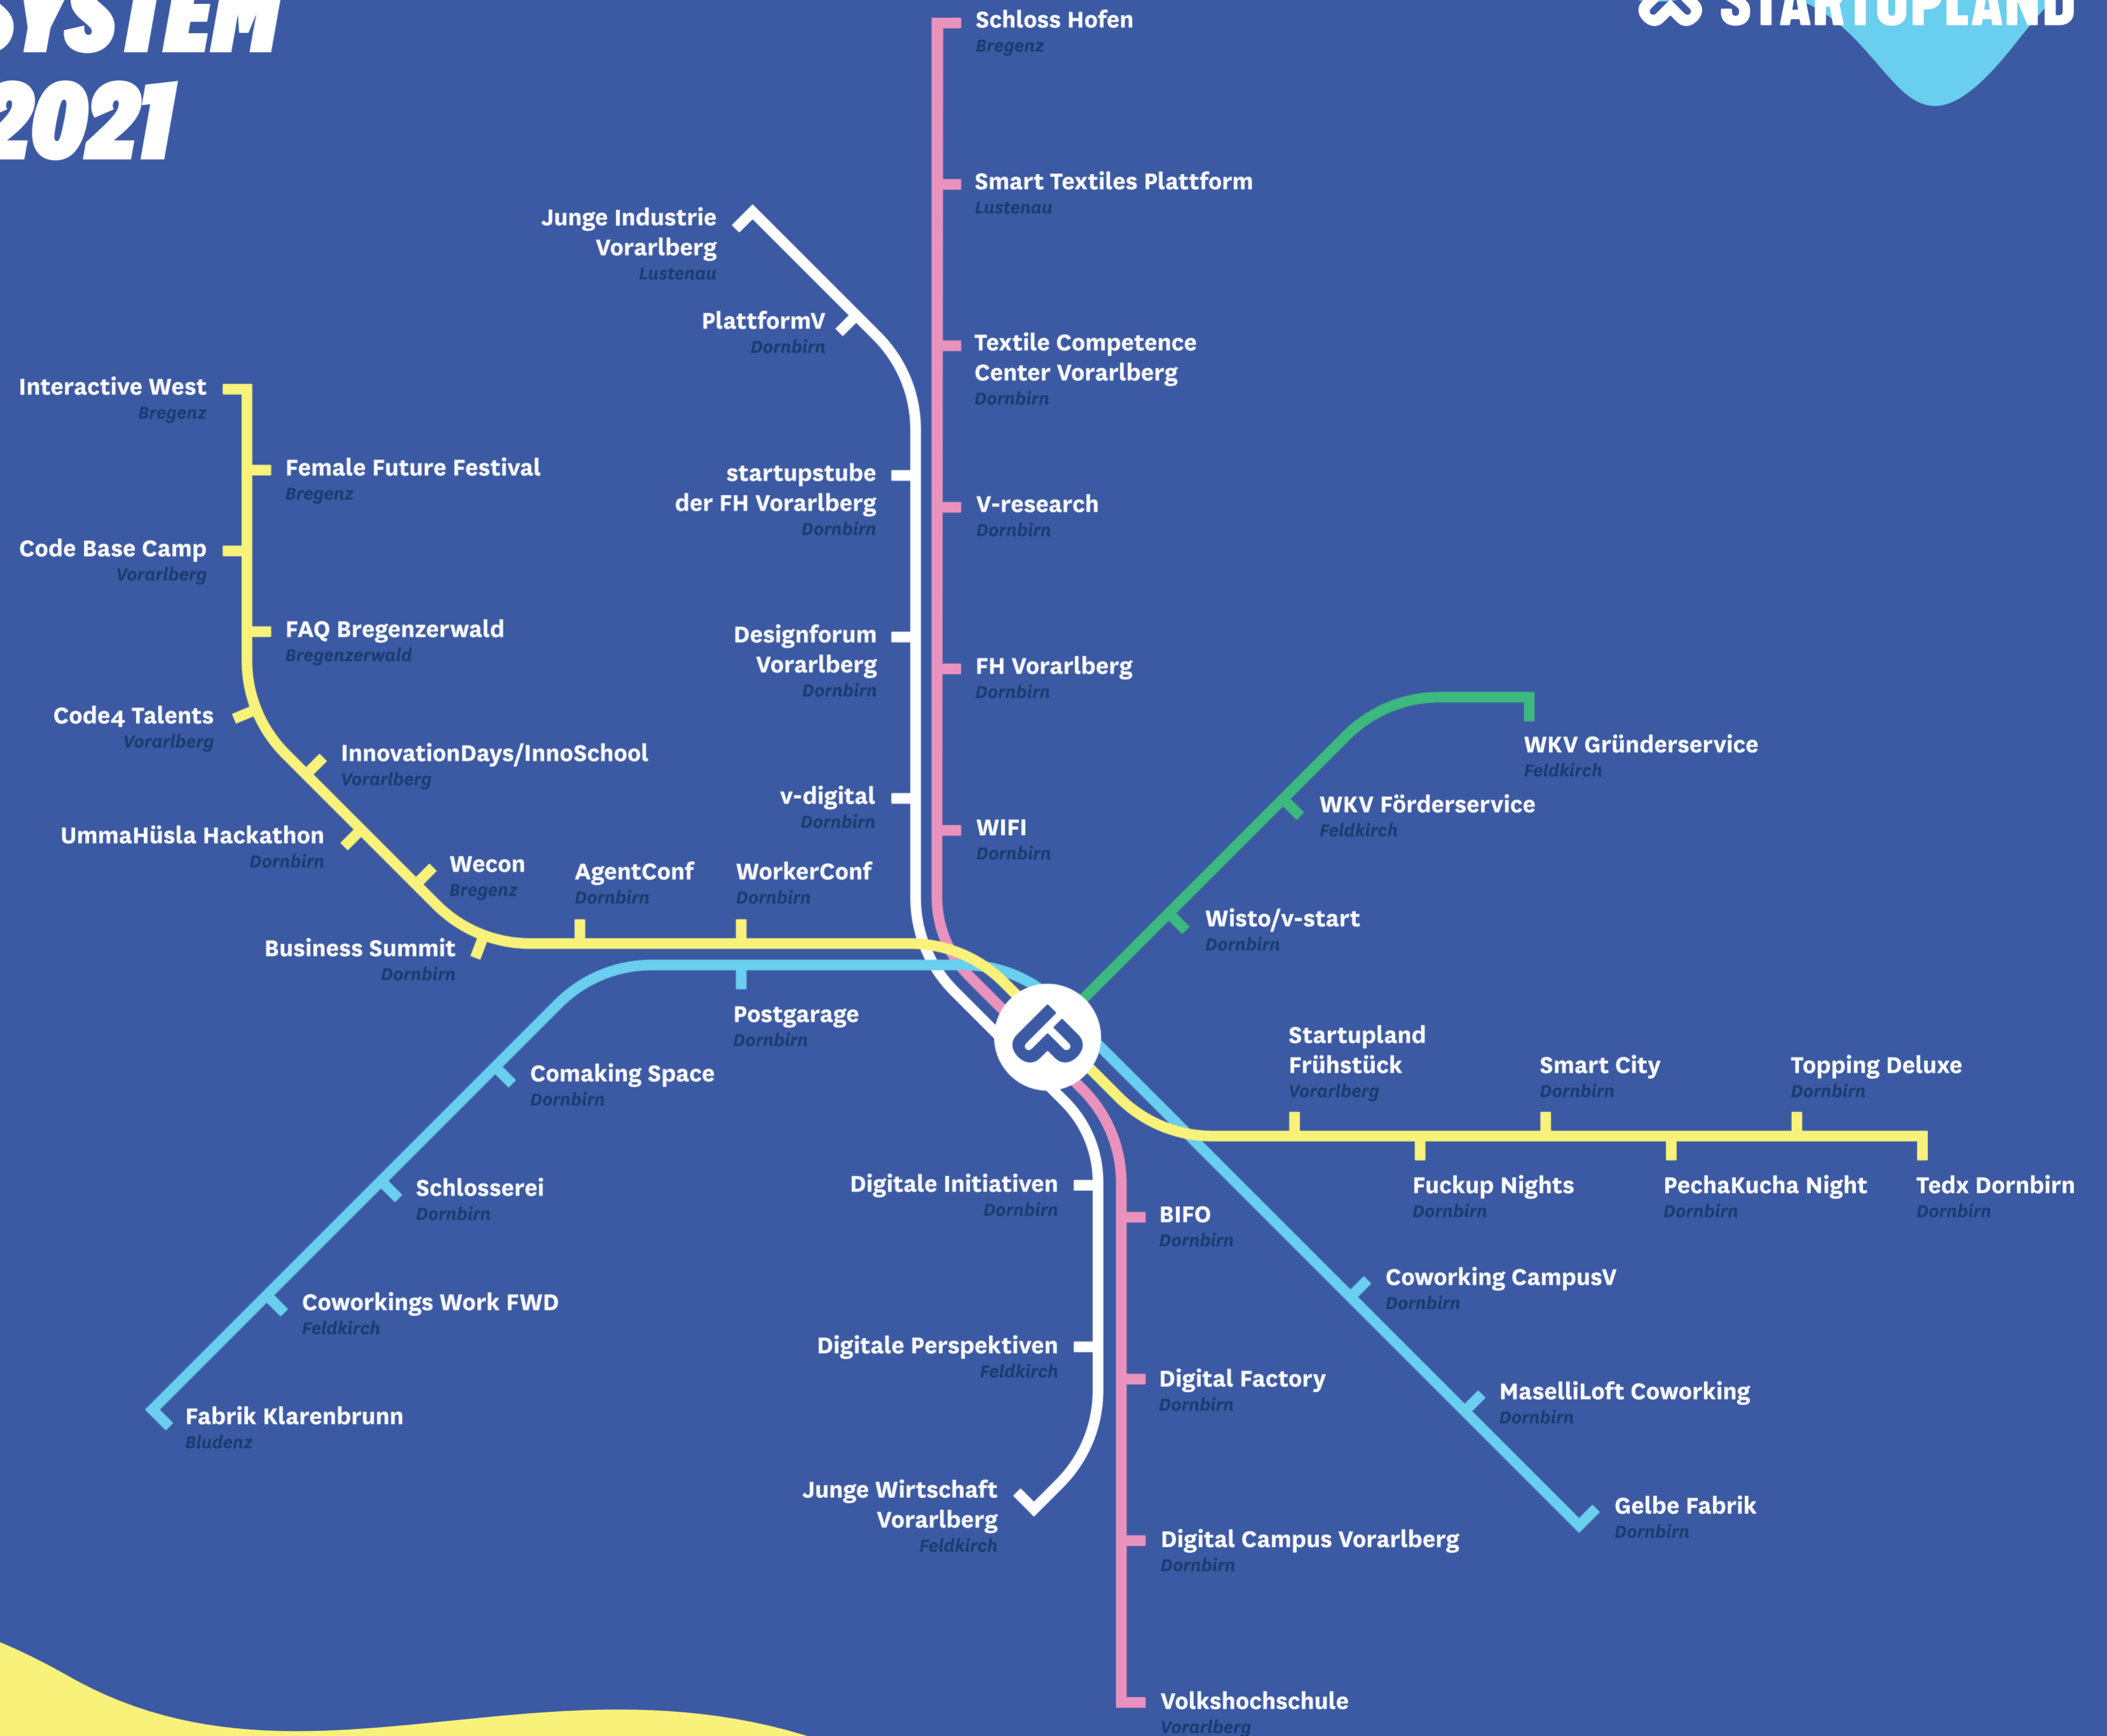 SYSTEM
2021
STARTUPLAND
Schloss Hofen
Bregenz
Smart Textiles Plattform
Lustenau
Textile Competence
Center Vorarlberg
Dornbirn
V-research
Dornbirn
FH Vorarlberg
Dornbirn
WIFI
Dornbirn
Junge Industrie
Vorarlberg
Lustenau
PlattformV
Dornbirn
startupstube
der FH Vorarlberg
Dornbirn
Designforum
Vorarlberg
Dornbirn
v-digital
Dornbirn
Interactive West
Bregenz
Female Future Festival
Bregenz
Code Base Camp
Vorarlberg
FAQ Bregenzerwald
Bregenzerwald
Code4 Talents
Vorarlberg
InnovationDays/InnoSchool
Vorarlberg
UmmaHüsla Hackathon
Dornbirn
Wecon
Bregenz
Business Summit
Dornbirn
AgentConf
Dornbirn
WorkerConf
Dornbirn
WKV Gründerservice
Feldkirch
WKV Förderservice
Feldkirch
Wisto/v-start
Dornbirn
Postgarage
Dornbirn
Comaking Space
Dornbirn
Schlosserei
Dornbirn
Coworkings Work FWD
Feldkirch
Fabrik Klarenbrunn
Bludenz
Startupland
Frühstück
Vorarlberg
Fuckup Nights
Dornbirn
Smart City
Dornbirn
PechaKucha Night
Dornbirn
Topping Deluxe
Dornbirn
Tedx Dornbirn
Dornbirn
Coworking CampusV
Dornbirn
MaselliLoft Coworking
Dornbirn
Gelbe Fabrik
Dornbirn
Digitale Initiativen
Dornbirn
Digitale Perspektiven
Feldkirch
Junge Wirtschaft
Vorarlberg
Feldkirch
BIFO
Dornbirn
Digital Factory
Dornbirn
Digital Campus Vorarlberg
Dornbirn
Volkshochschule
Vorarlberg